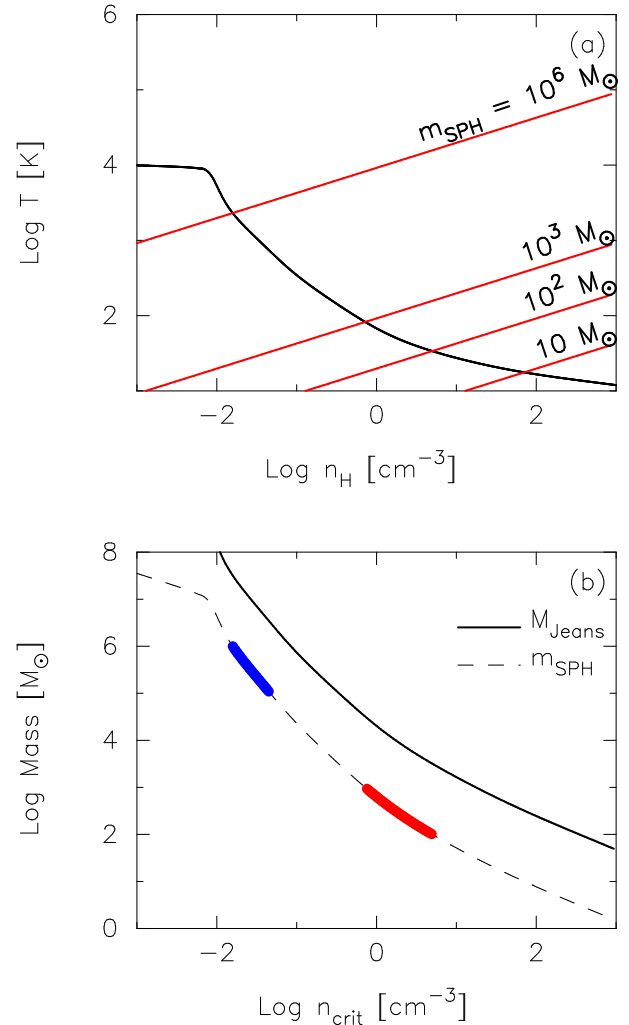 (a)
m_SPH = 10^6 M⊙
10^3 M⊙
10^2 M⊙
10 M⊙
Log T [K]
4
2
−2 0 2
Log n_H [cm^−3]
(b)
M_Jeans
m_SPH
Log Mass [M⊙]
8
6
4
2
0
−2 0 2
Log n_crit [cm^−3]